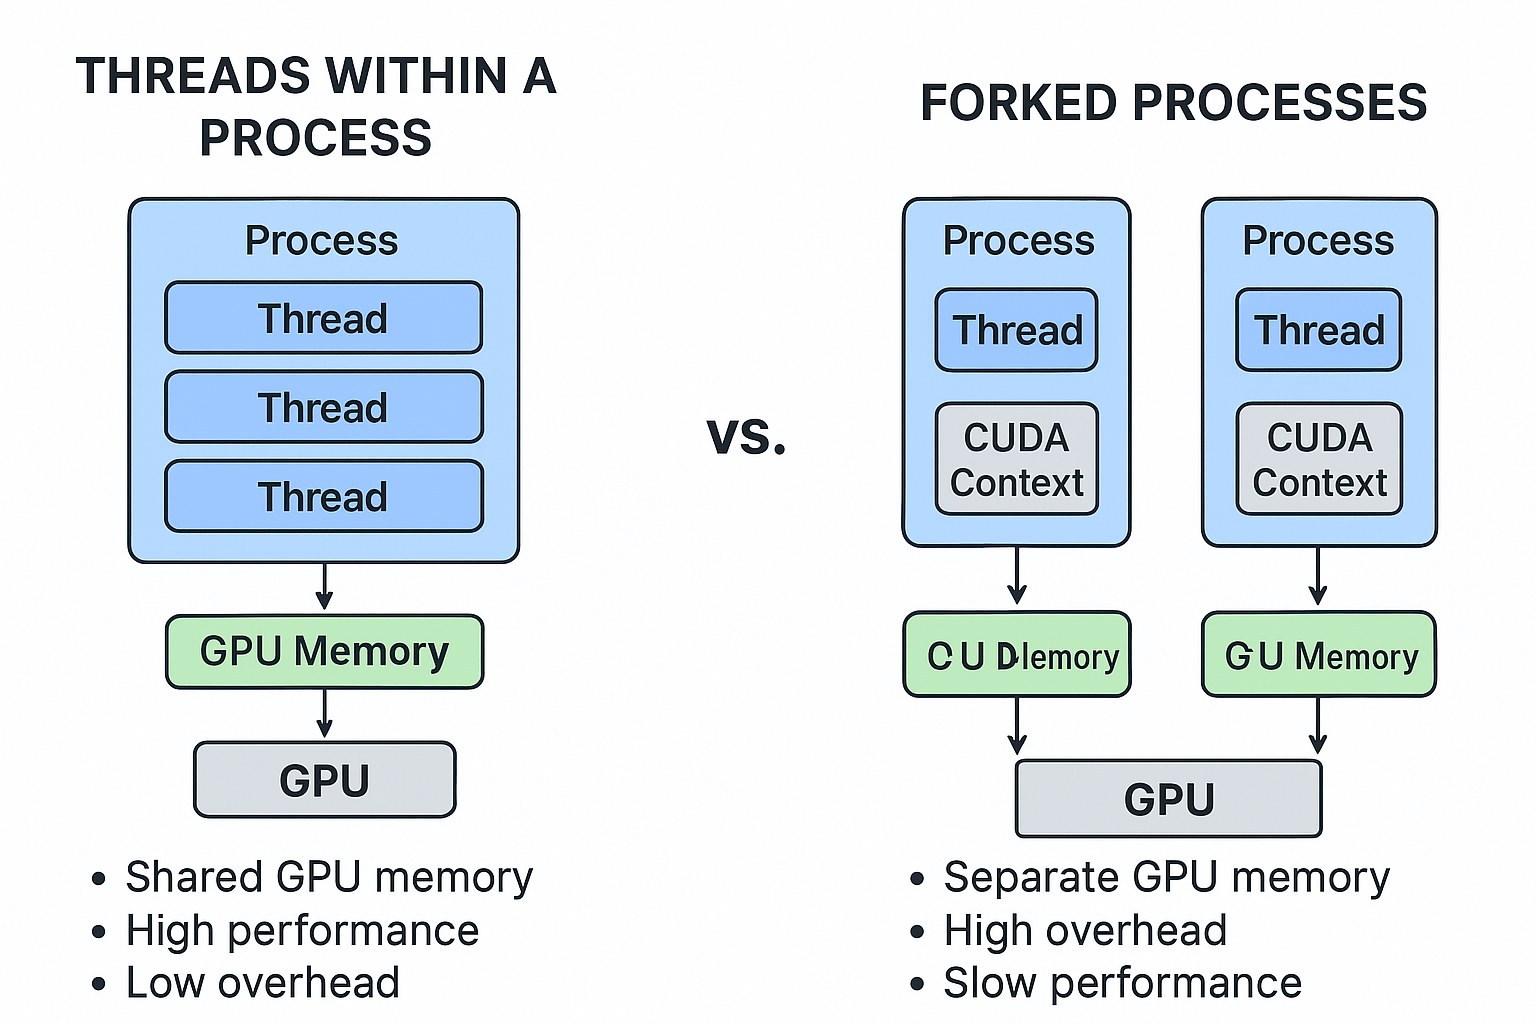 THREADS WITHIN A
PROCESS
Process
Thread
Thread
Thread
GPU Memory
GPU
• Shared GPU memory
• High performance
• Low overhead
vs.
FORKED PROCESSES
Process
Thread
CUDA
Context
Process
Thread
CUDA
Context
C U
G U Memory
GPU
• Separate GPU memory
• High overhead
• Slow performance